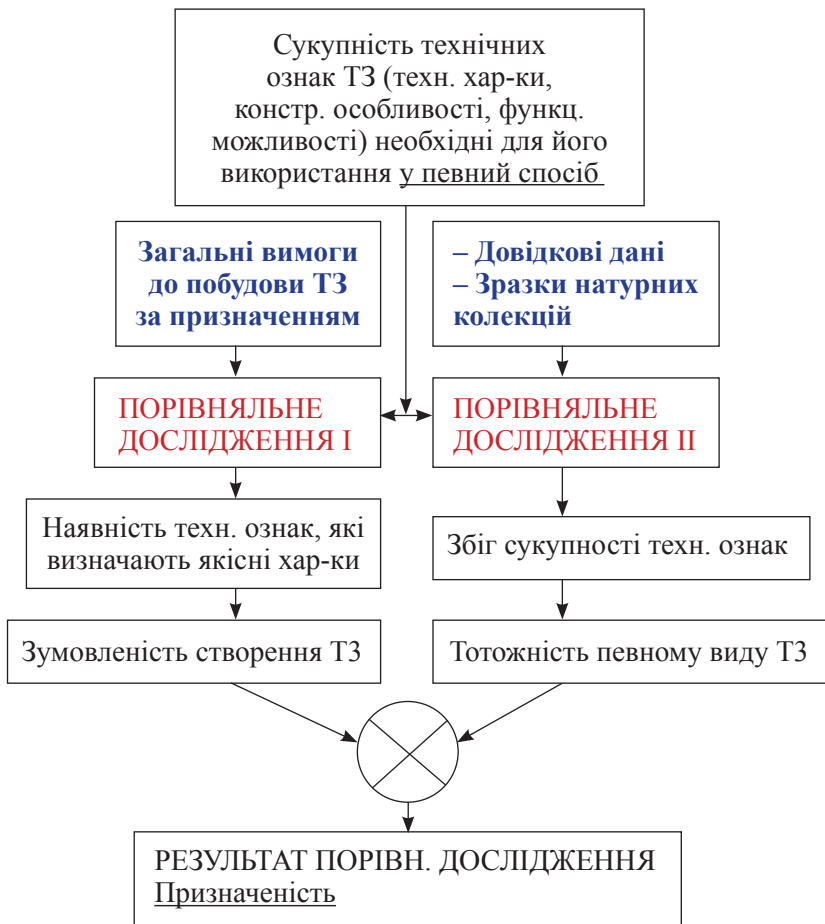 Сукупність технічних
ознак ТЗ (техн. хар-ки,
констр. особливості, функц.
можливості) необхідні для його
використання у певний спосіб
Загальні вимоги
до побудови ТЗ
за призначенням
– Довідкові дані
– Зразки натурних
колекцій
ПОРІВНЯЛЬНЕ
ДОСЛІДЖЕННЯ І
ПОРІВНЯЛЬНЕ
ДОСЛІДЖЕННЯ ІІ
Наявність техн. ознак, які
визначають якісні хар-ки
Збіг сукупності техн. ознак
Зумовленість створення ТЗ
Тотожність певному виду ТЗ
РЕЗУЛЬТАТ ПОРІВН. ДОСЛІДЖЕННЯ
Призначеність